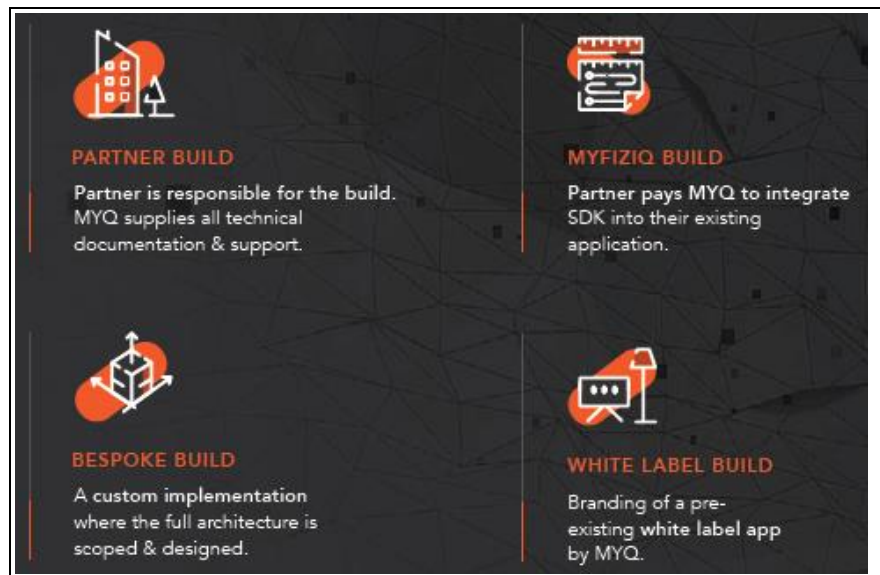 PARTNER BUILD
Partner is responsible for the build.
MYQ supplies all technical
documentation & support.
MYFIZIQ BUILD
Partner pays MYQ to integrate
SDK into their existing
application.
BESPOKE BUILD
A custom implementation
where the full architecture is
scoped & designed.
WHITE LABEL BUILD
Branding of a pre-
existing white label app
by MYQ.